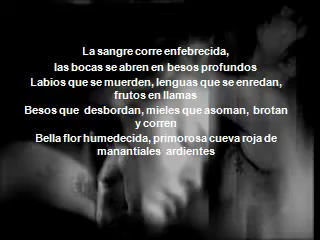 La sangre corre enfebrecida,
las bocas se abren en besos profundos
Labios que se muerden, lenguas que se enredan,
frutos en llamas
Besos que desbordan, mieles que asoman, brotan
y corren
Bella flor humedecida, primorosa cueva roja de
manantiales ardientes